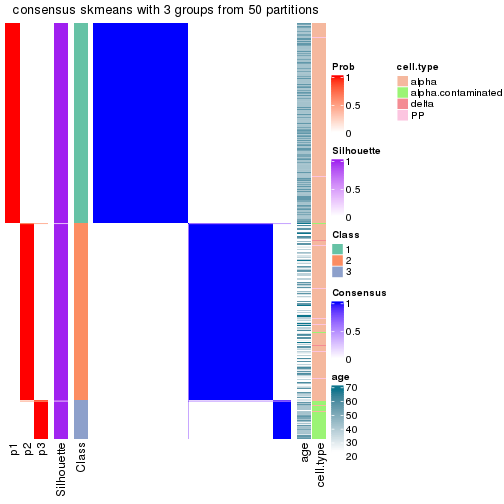 consensus skmeans with 3 groups from 50 partitions
Prob
1
0.5
0
Silhouette
1
0.5
0
Class
1
2
3
Consensus
1
0.5
0
age
70
60
50
40
30
20
cell.type
alpha
alpha.contaminated
delta
PP
p1
p2
p3
Silhouette
Class
age
cell.type